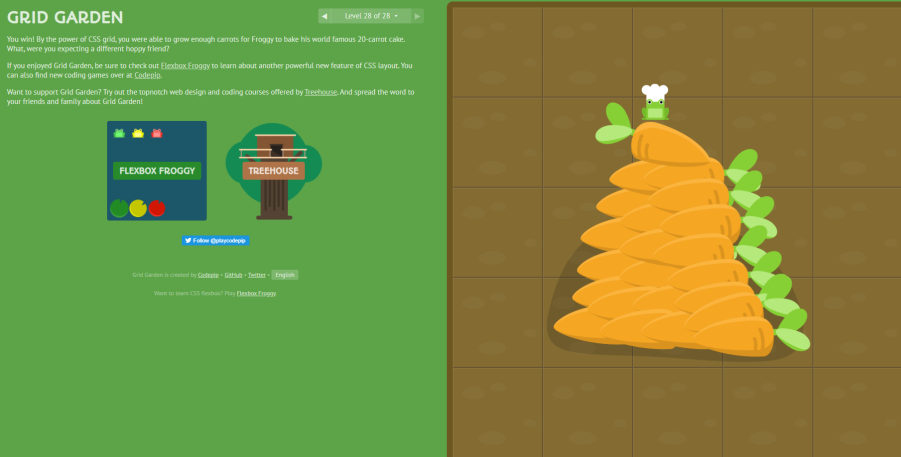 GRID GARDEN
◀ Level 28 of 28 ▾ ▶
You win! By the power of CSS grid, you were able to grow enough carrots for Froggy to bake his world famous 20-carrot cake.
What, were you expecting a different hoppy friend?
If you enjoyed Grid Garden, be sure to check out Flexbox Froggy to learn about another powerful new feature of CSS layout. You
can also find new coding games over at Codepip.
Want to support Grid Garden? Try out the topnotch web design and coding courses offered by Treehouse. And spread the word to
your friends and family about Grid Garden!
FLEXBOX FROGGY
TREEHOUSE
Follow @playcodepip
Grid Garden is created by Codepip • GitHub • Twitter • English
Want to learn CSS flexbox? Play Flexbox Froggy.